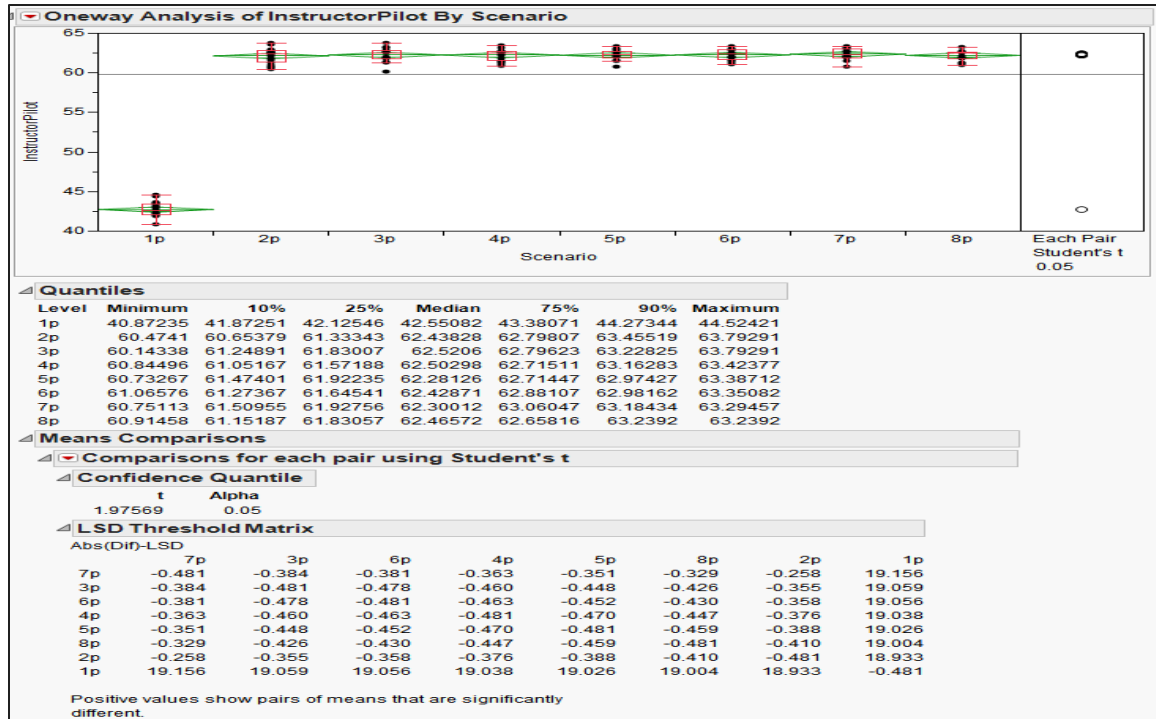 Oneway Analysis of InstructorPilot By Scenario
65
60
55
50
45
40
InstructorPilot
1p 2p 3p 4p 5p 6p 7p 8p
Scenario
Each Pair
Student's t
0.05
Quantiles
Level Minimum 10% 25% Median 75% 90% Maximum
1p 40.87235 41.87251 42.12546 42.55082 43.38071 44.27344 44.52421
2p 60.4741 60.65379 61.33343 62.43828 62.79807 63.45519 63.79291
3p 60.14338 61.24891 61.83007 62.5206 62.79623 63.22825 63.79291
4p 60.84496 61.05167 61.57188 62.50298 62.71511 63.16283 63.42377
5p 60.73267 61.47401 61.92235 62.28126 62.71447 62.97427 63.38712
6p 61.06576 61.27367 61.64541 62.42871 62.88107 62.98162 63.35082
7p 60.75113 61.50955 61.92756 62.30012 63.06047 63.18434 63.29457
8p 60.91458 61.15187 61.83057 62.46572 62.65816 63.2392 63.2392
Means Comparisons
Comparisons for each pair using Student's t
Confidence Quantile
t Alpha
1.97569 0.05
LSD Threshold Matrix
Abs(Dif)-LSD
7p 3p 6p 4p 5p 8p 2p 1p
7p -0.481 -0.384 -0.381 -0.363 -0.351 -0.329 -0.258 19.156
3p -0.384 -0.481 -0.478 -0.460 -0.448 -0.426 -0.355 19.059
6p -0.381 -0.478 -0.481 -0.463 -0.452 -0.430 -0.358 19.056
4p -0.363 -0.460 -0.463 -0.481 -0.470 -0.447 -0.376 19.038
5p -0.351 -0.448 -0.452 -0.470 -0.481 -0.459 -0.388 19.026
8p -0.329 -0.426 -0.430 -0.447 -0.459 -0.481 -0.410 19.004
2p -0.258 -0.355 -0.358 -0.376 -0.388 -0.410 -0.481 18.933
1p 19.156 19.059 19.056 19.038 19.026 19.004 18.933 -0.481
Positive values show pairs of means that are significantly
different.